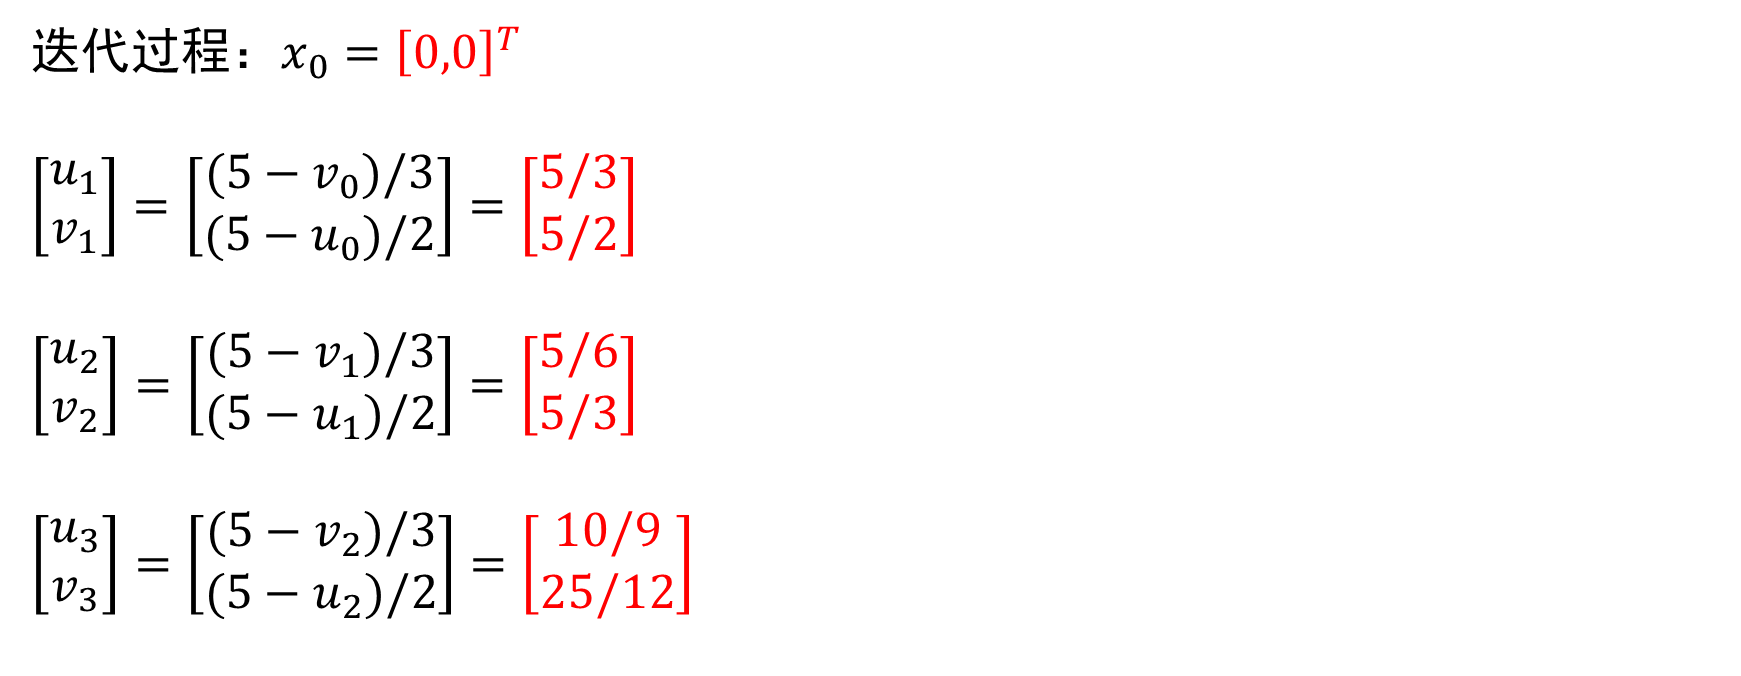 迭代过程：x₀ = [0,0]ᵀ
[u₁ v₁] = [(5 − v₀)/3 (5 − u₀)/2] = [5/3 5/2]
[u₂ v₂] = [(5 − v₁)/3 (5 − u₁)/2] = [5/6 5/3]
[u₃ v₃] = [(5 − v₂)/3 (5 − u₂)/2] = [10/9 25/12]